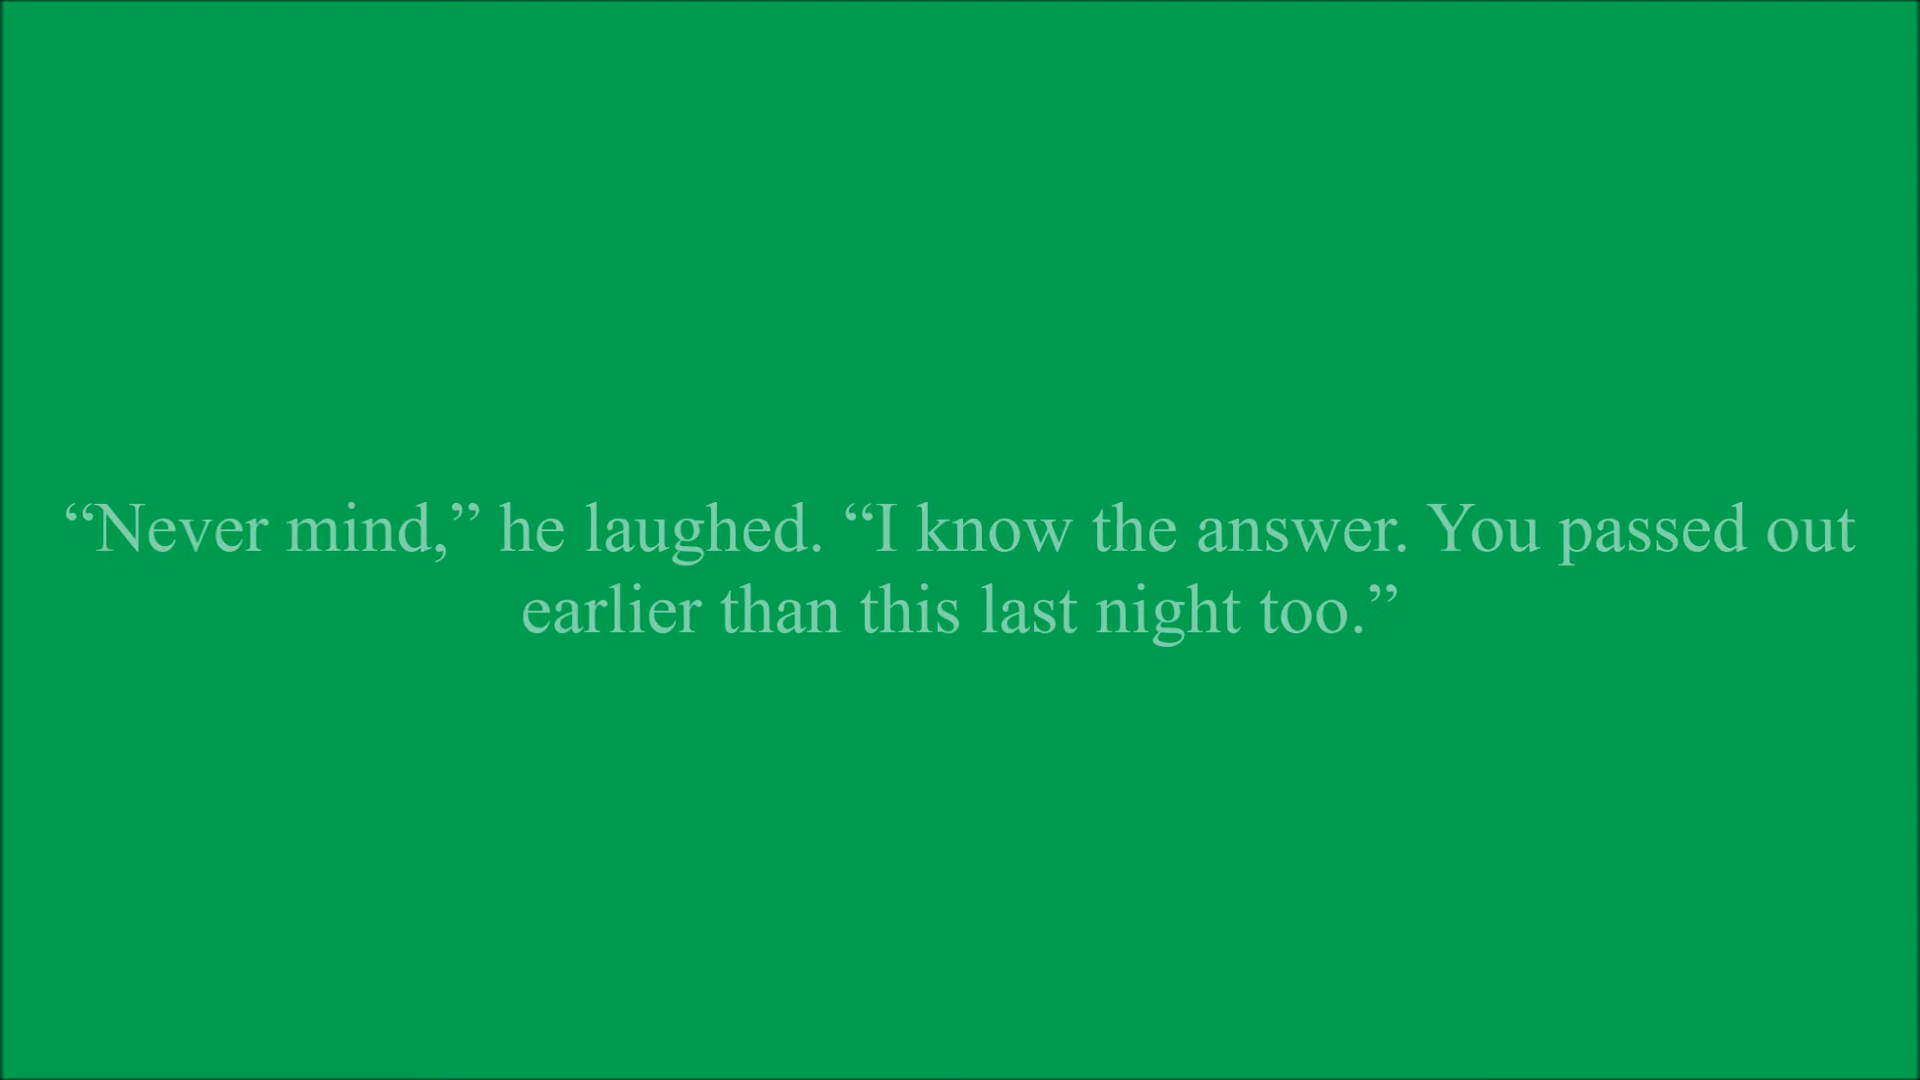 “Never mind,” he laughed. “I know the answer. You passed out
earlier than this last night too.”